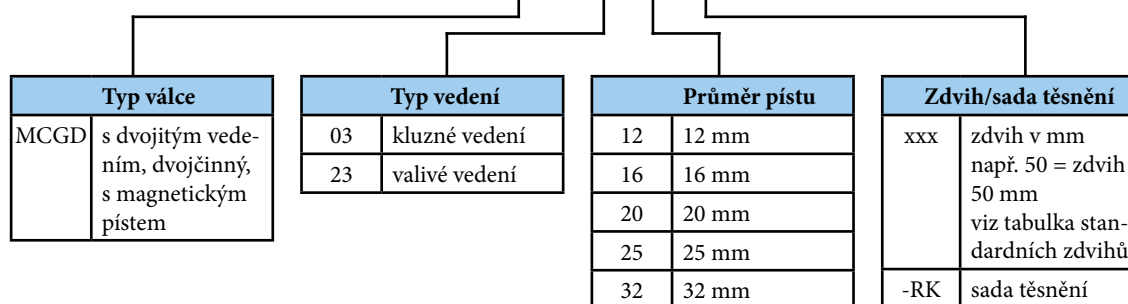 Typ válce
MCGD s dvojitým vede-
ním, dvojčinný,
s magnetickým
pístem
Typ vedení
03 kluzné vedení
23 valivé vedení
Průměr pístu
12 12 mm
16 16 mm
20 20 mm
25 25 mm
32 32 mm
Zdvih/sada těsnění
xxx zdvih v mm
např. 50 = zdvih
50 mm
viz tabulka stan-
dardních zdvihů
-RK sada těsnění